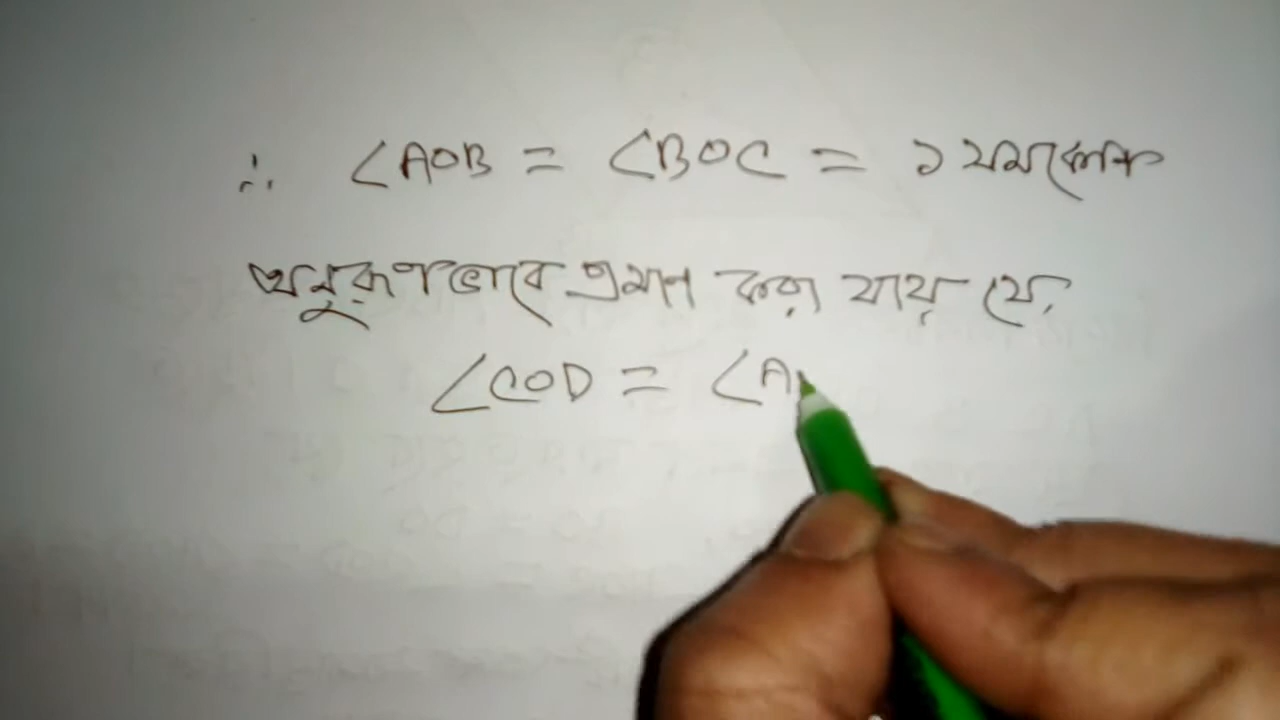 ∴ ∠AOB = ∠BOC = ১ সমকোণ
অনুরূপভাবে প্রমাণ করা যায় যে,
∠COD = ∠A